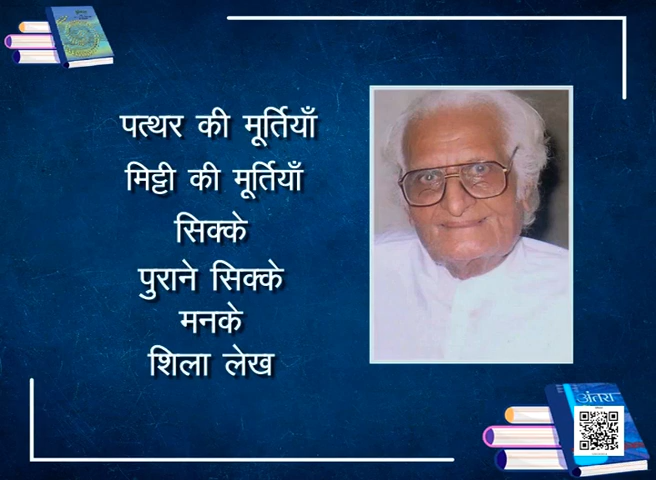 पत्थर की मूर्तियाँ
मिट्टी की मूर्तियाँ
सिक्के
पुराने सिक्के
मनके
शिला लेख
अंतरा